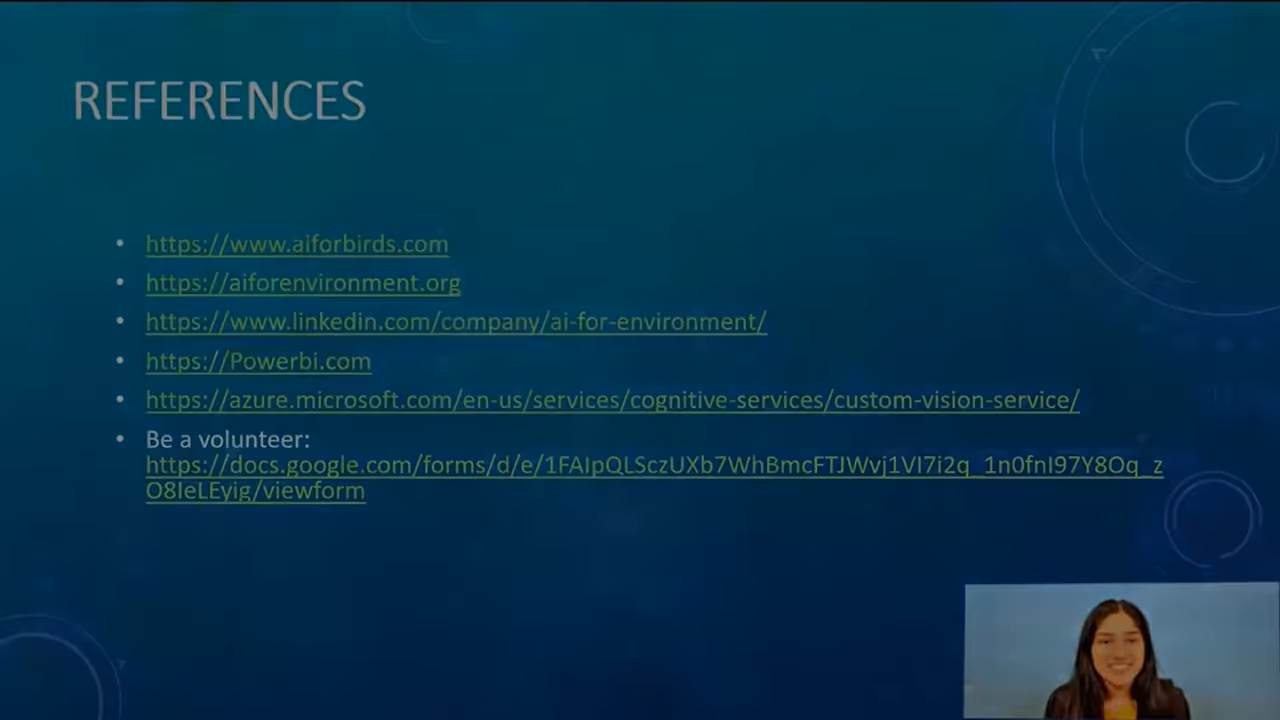 REFERENCES
• https://www.aiforbirds.com
• https://aiforenvironment.org
• https://www.linkedin.com/company/ai-for-environment/
• https://Powerbi.com
• https://azure.microsoft.com/en-us/services/cognitive-services/custom-vision-service/
• Be a volunteer:
https://docs.google.com/forms/d/e/1FAIpQLSczUXb7WhBmcFTJWvj1VI7i2q_1n0fnI97Y8Oq_z
O8IeLEyig/viewform